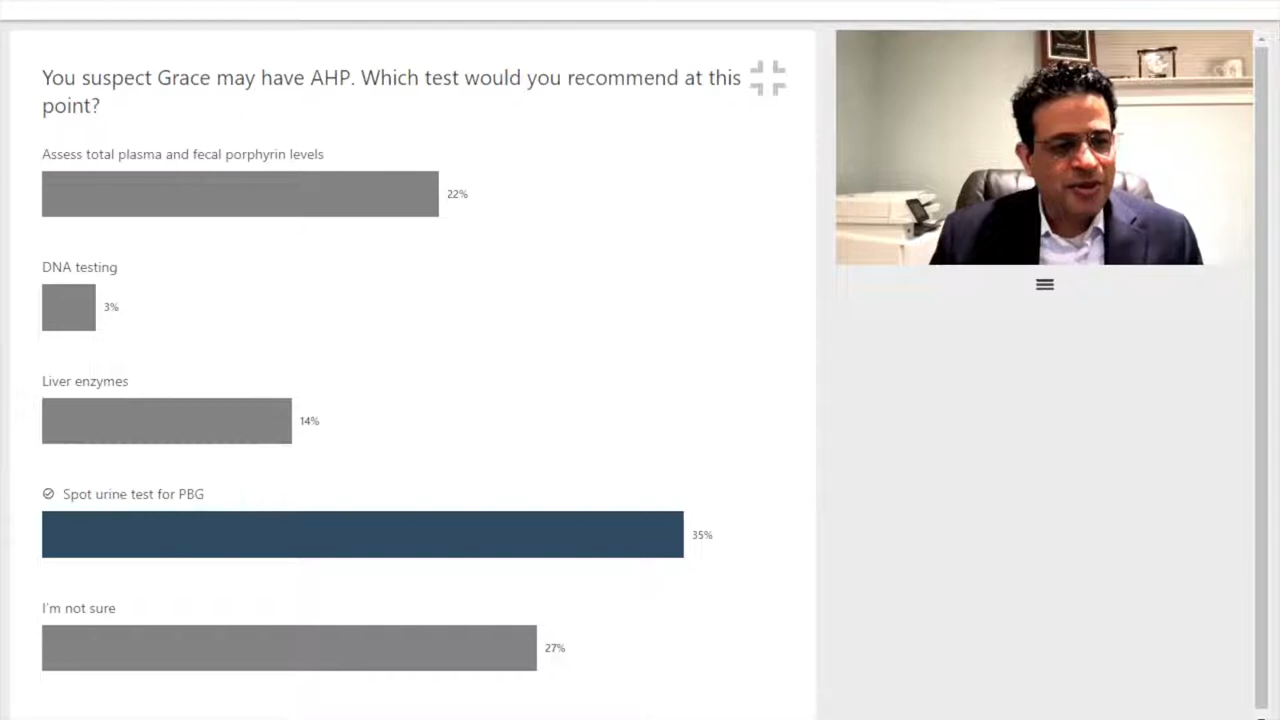 You suspect Grace may have AHP. Which test would you recommend at this
point?
Assess total plasma and fecal porphyrin levels
22%
DNA testing
3%
Liver enzymes
14%
Spot urine test for PBG
35%
I'm not sure
27%